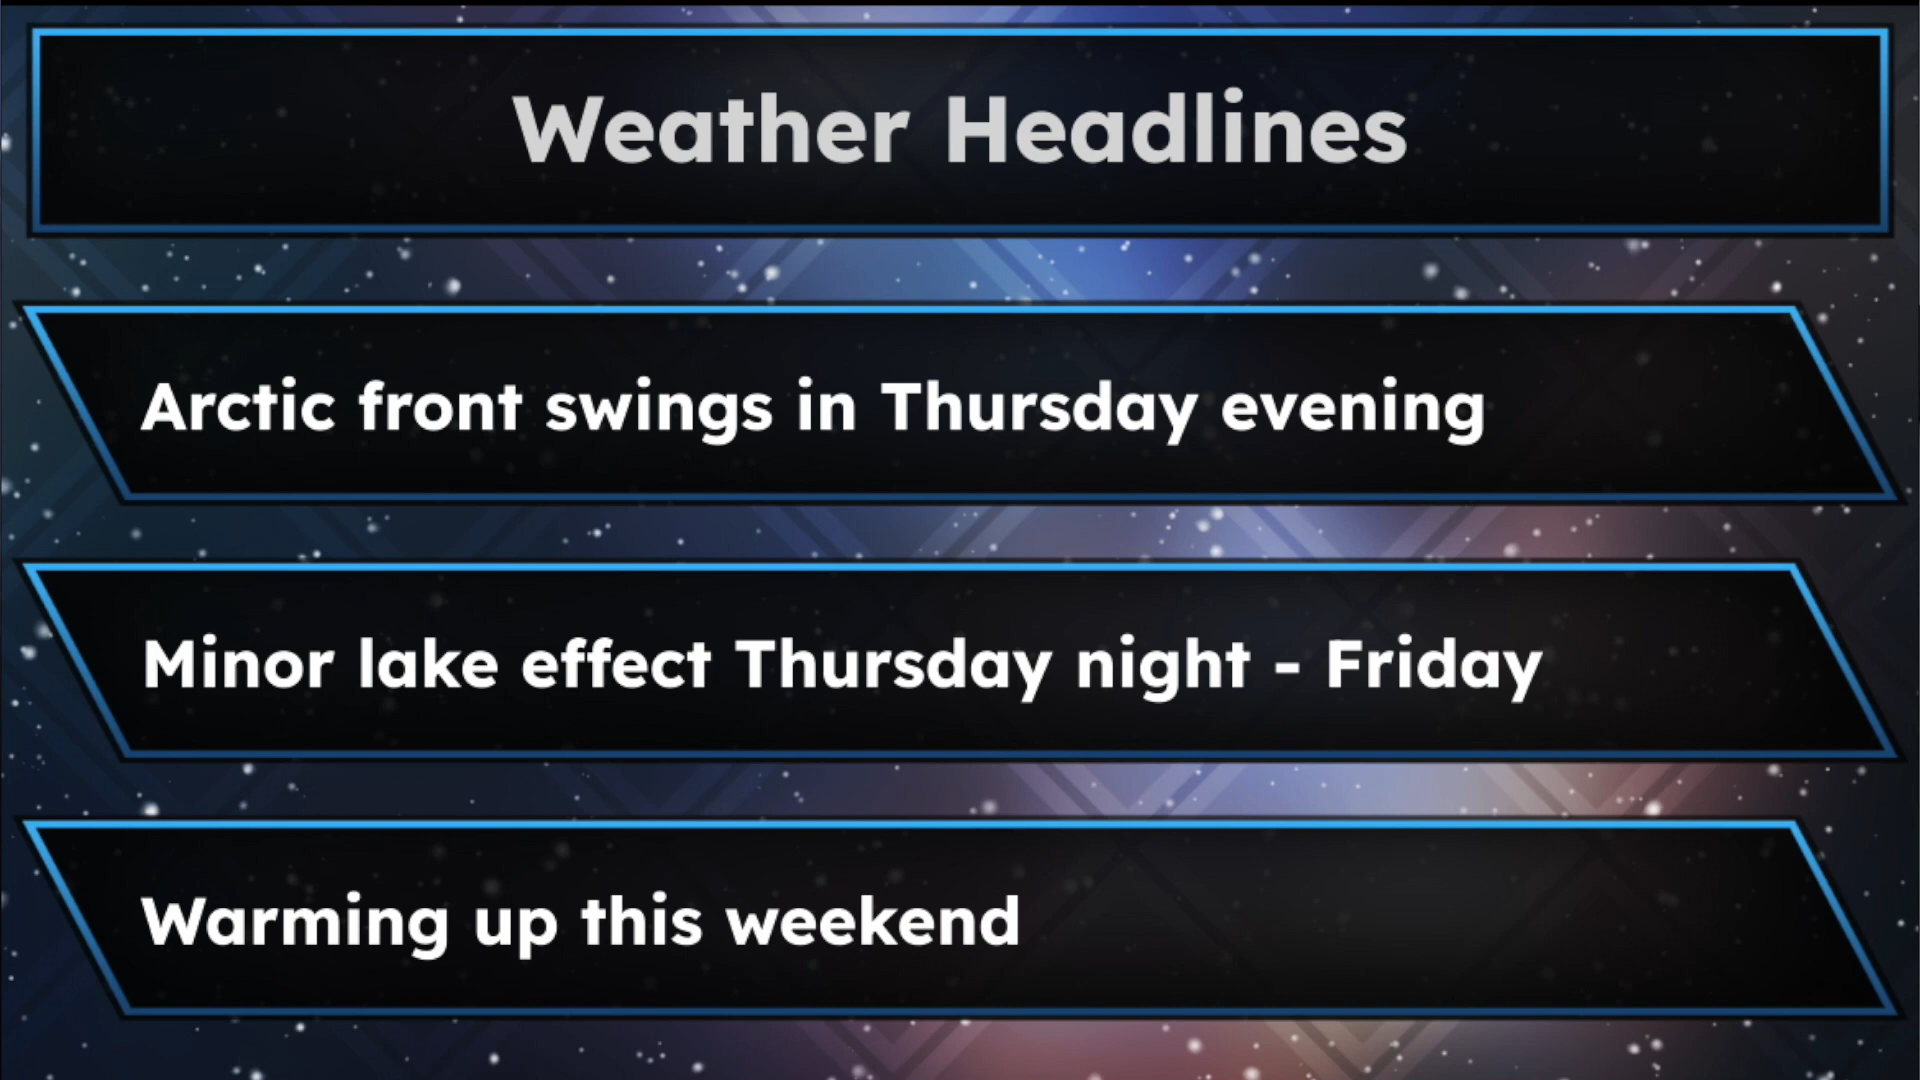 Weather Headlines
Arctic front swings in Thursday evening
Minor lake effect Thursday night - Friday
Warming up this weekend